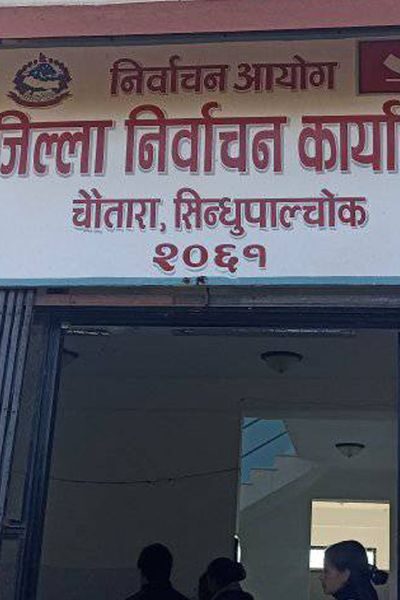 निर्वाचन आयोग
जिल्ला निर्वाचन कार्या
चौतारा, सिन्धुपाल्चोक
२०६१